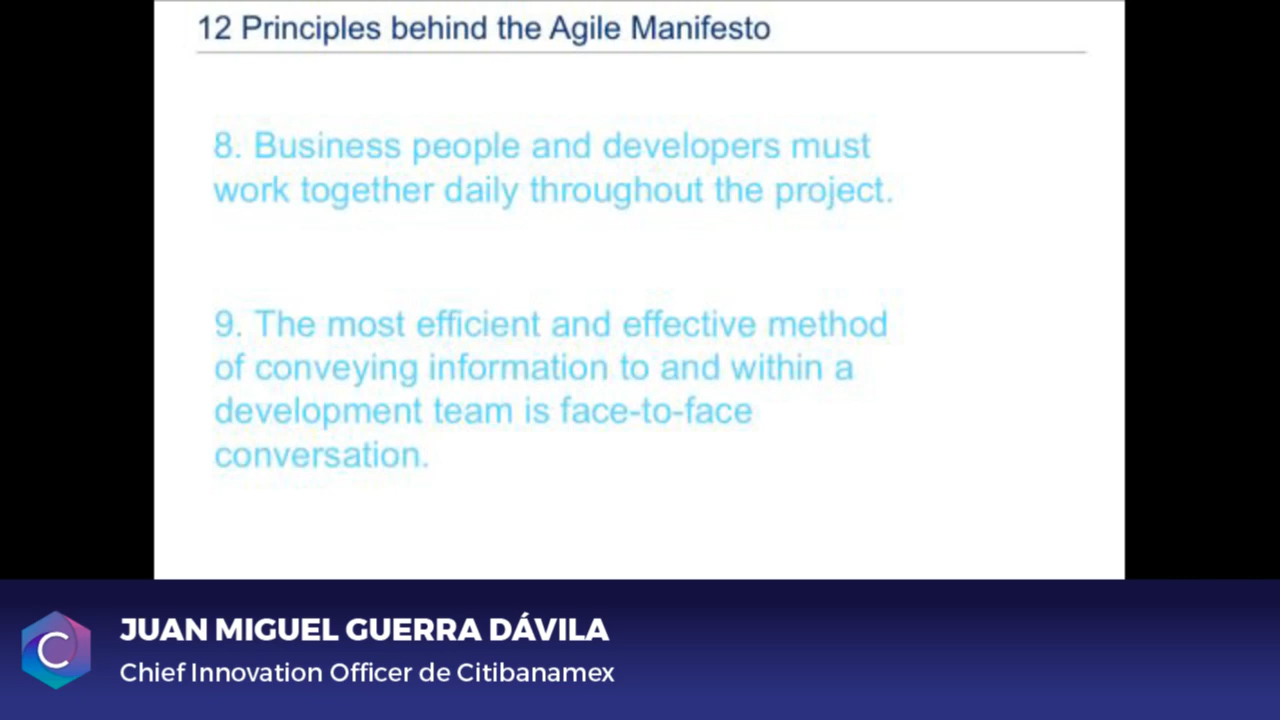 12 Principles behind the Agile Manifesto
8. Business people and developers must
work together daily throughout the project.
9. The most efficient and effective method
of conveying information to and within a
development team is face-to-face
conversation.
C
JUAN MIGUEL GUERRA DÁVILA
Chief Innovation Officer de Citibanamex